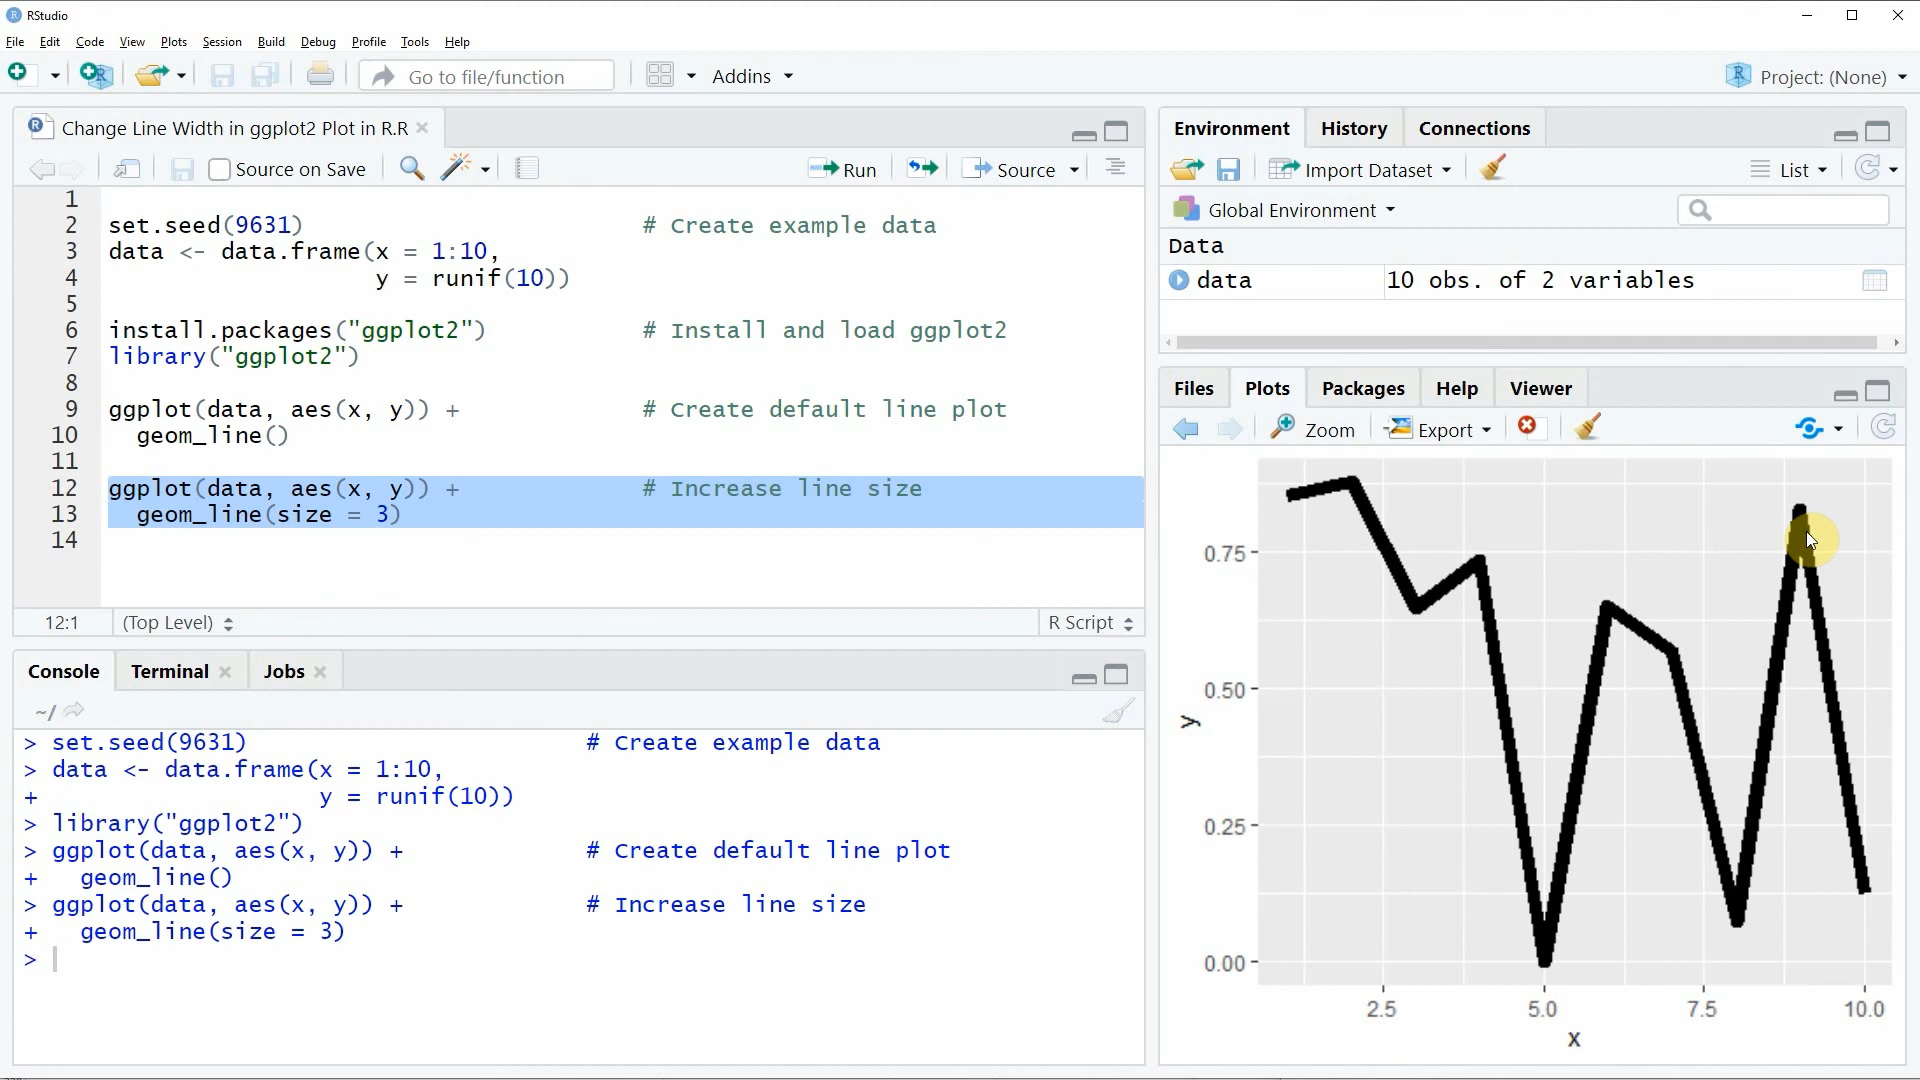 RStudio
File Edit Code View Plots Session Build Debug Profile Tools Help
Go to file/function
Addins
Project: (None)
Change Line Width in ggplot2 Plot in R.R
Source on Save
Run
Source
1
2 set.seed(9631) # Create example data
3 data <- data.frame(x = 1:10,
4 y = runif(10))
5
6 install.packages("ggplot2") # Install and load ggplot2
7 library("ggplot2")
8
9 ggplot(data, aes(x, y)) + # Create default line plot
10 geom_line()
11
12 ggplot(data, aes(x, y)) + # Increase line size
13 geom_line(size = 3)
14
12:1 (Top Level) R Script
Console Terminal Jobs
~/
> set.seed(9631) # Create example data
> data <- data.frame(x = 1:10,
+ y = runif(10))
> library("ggplot2")
> ggplot(data, aes(x, y)) + # Create default line plot
+ geom_line()
> ggplot(data, aes(x, y)) + # Increase line size
+ geom_line(size = 3)
>
Environment History Connections
Import Dataset
List
Global Environment
Data
data 10 obs. of 2 variables
Files Plots Packages Help Viewer
Zoom
Export
0.75
0.50
0.25
0.00
y
2.5 5.0 7.5 10.0
x